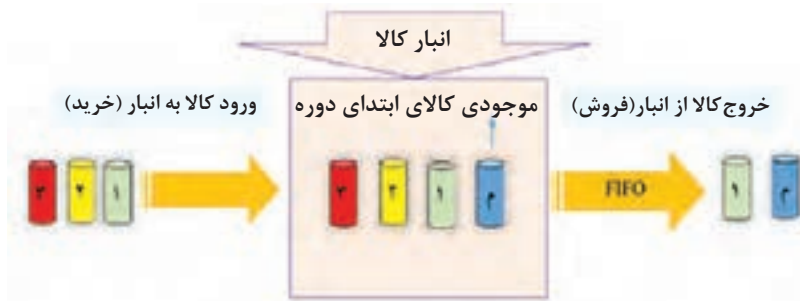 انبار کالا
خروج کالا از انبار(فروش)
موجودی کالای ابتدای دوره
ورود کالا به انبار (خرید)
م ۱
FIFO
م ۱ ۲ ۳
۱ ۲ ۳